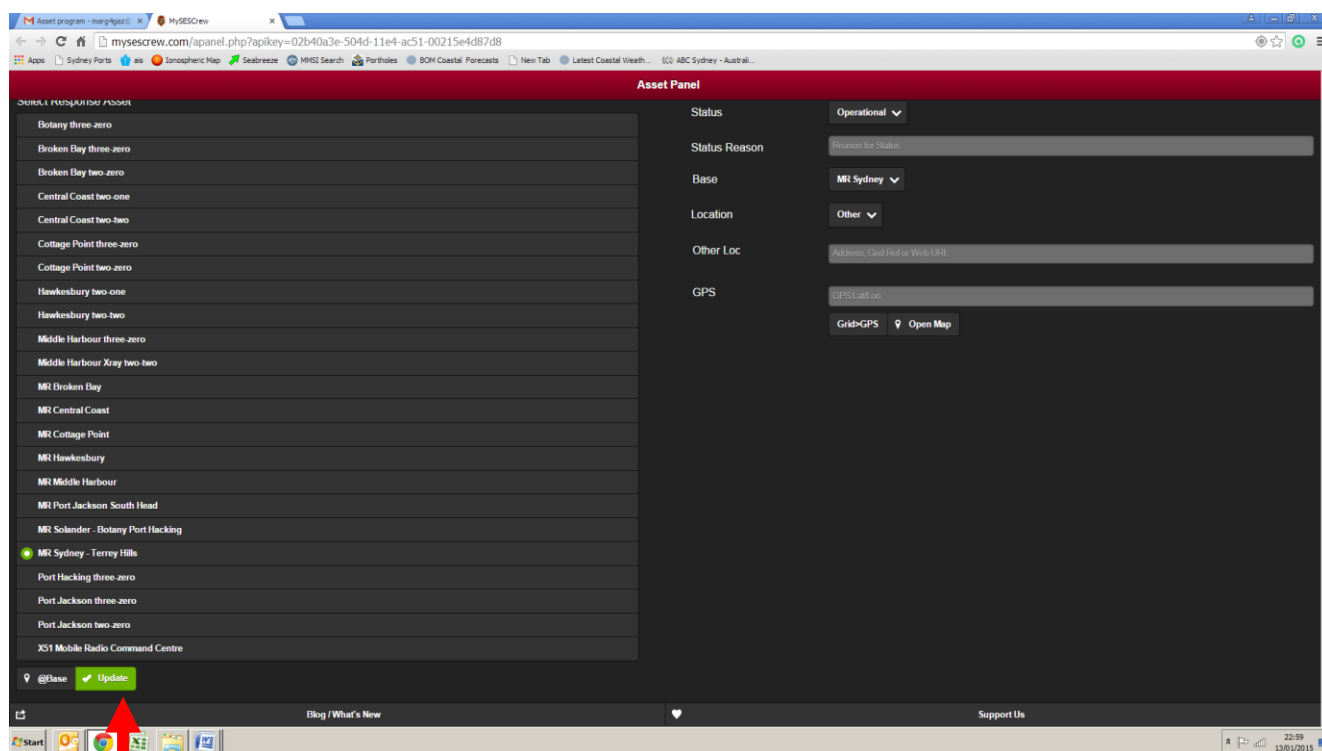 Asset program - marg4gaz@
MySESCrew
mysescrew.com/apanel.php?apikey=02b40a3e-504d-11e4-ac51-00215e4d87d8
Apps Sydney Ports ais Ionospheric Map Seabreeze MMSI Search Portholes BOM Coastal Forecasts New Tab Latest Coastal Weath... ABC Sydney - Australi...
Asset Panel
Select Response Asset
Botany three-zero
Broken Bay three-zero
Broken Bay two-zero
Central Coast two-one
Central Coast two-two
Cottage Point three-zero
Cottage Point two-zero
Hawkesbury two-one
Hawkesbury two-two
Middle Harbour three-zero
Middle Harbour Xray two-two
MR Broken Bay
MR Central Coast
MR Cottage Point
MR Hawkesbury
MR Middle Harbour
MR Port Jackson South Head
MR Solander - Botany Port Hacking
MR Sydney - Terrey Hills
Port Hacking three-zero
Port Jackson three-zero
Port Jackson two-zero
X51 Mobile Radio Command Centre
@Base Update
Status Operational
Status Reason Reason for Status
Base MR Sydney
Location Other
Other Loc Address, Grid Ref or Web URL
GPS GPS Lat/Lon
Grid>GPS Open Map
Blog / What's New Support Us
Start
22:59
13/01/2015